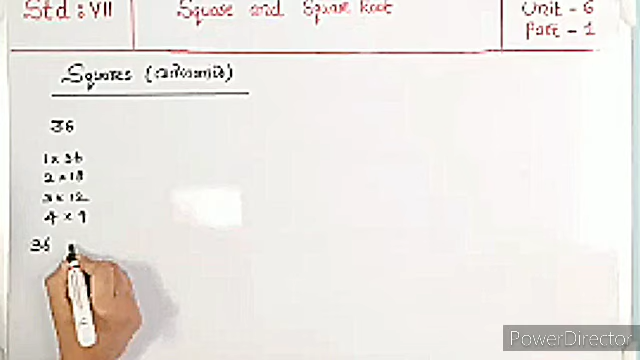 Std : VII
Square and Square Root
Unit - 6
Part - 1
Squares
36
1 x 36
2 x 18
3 x 12
4 x 9
36
PowerDirector